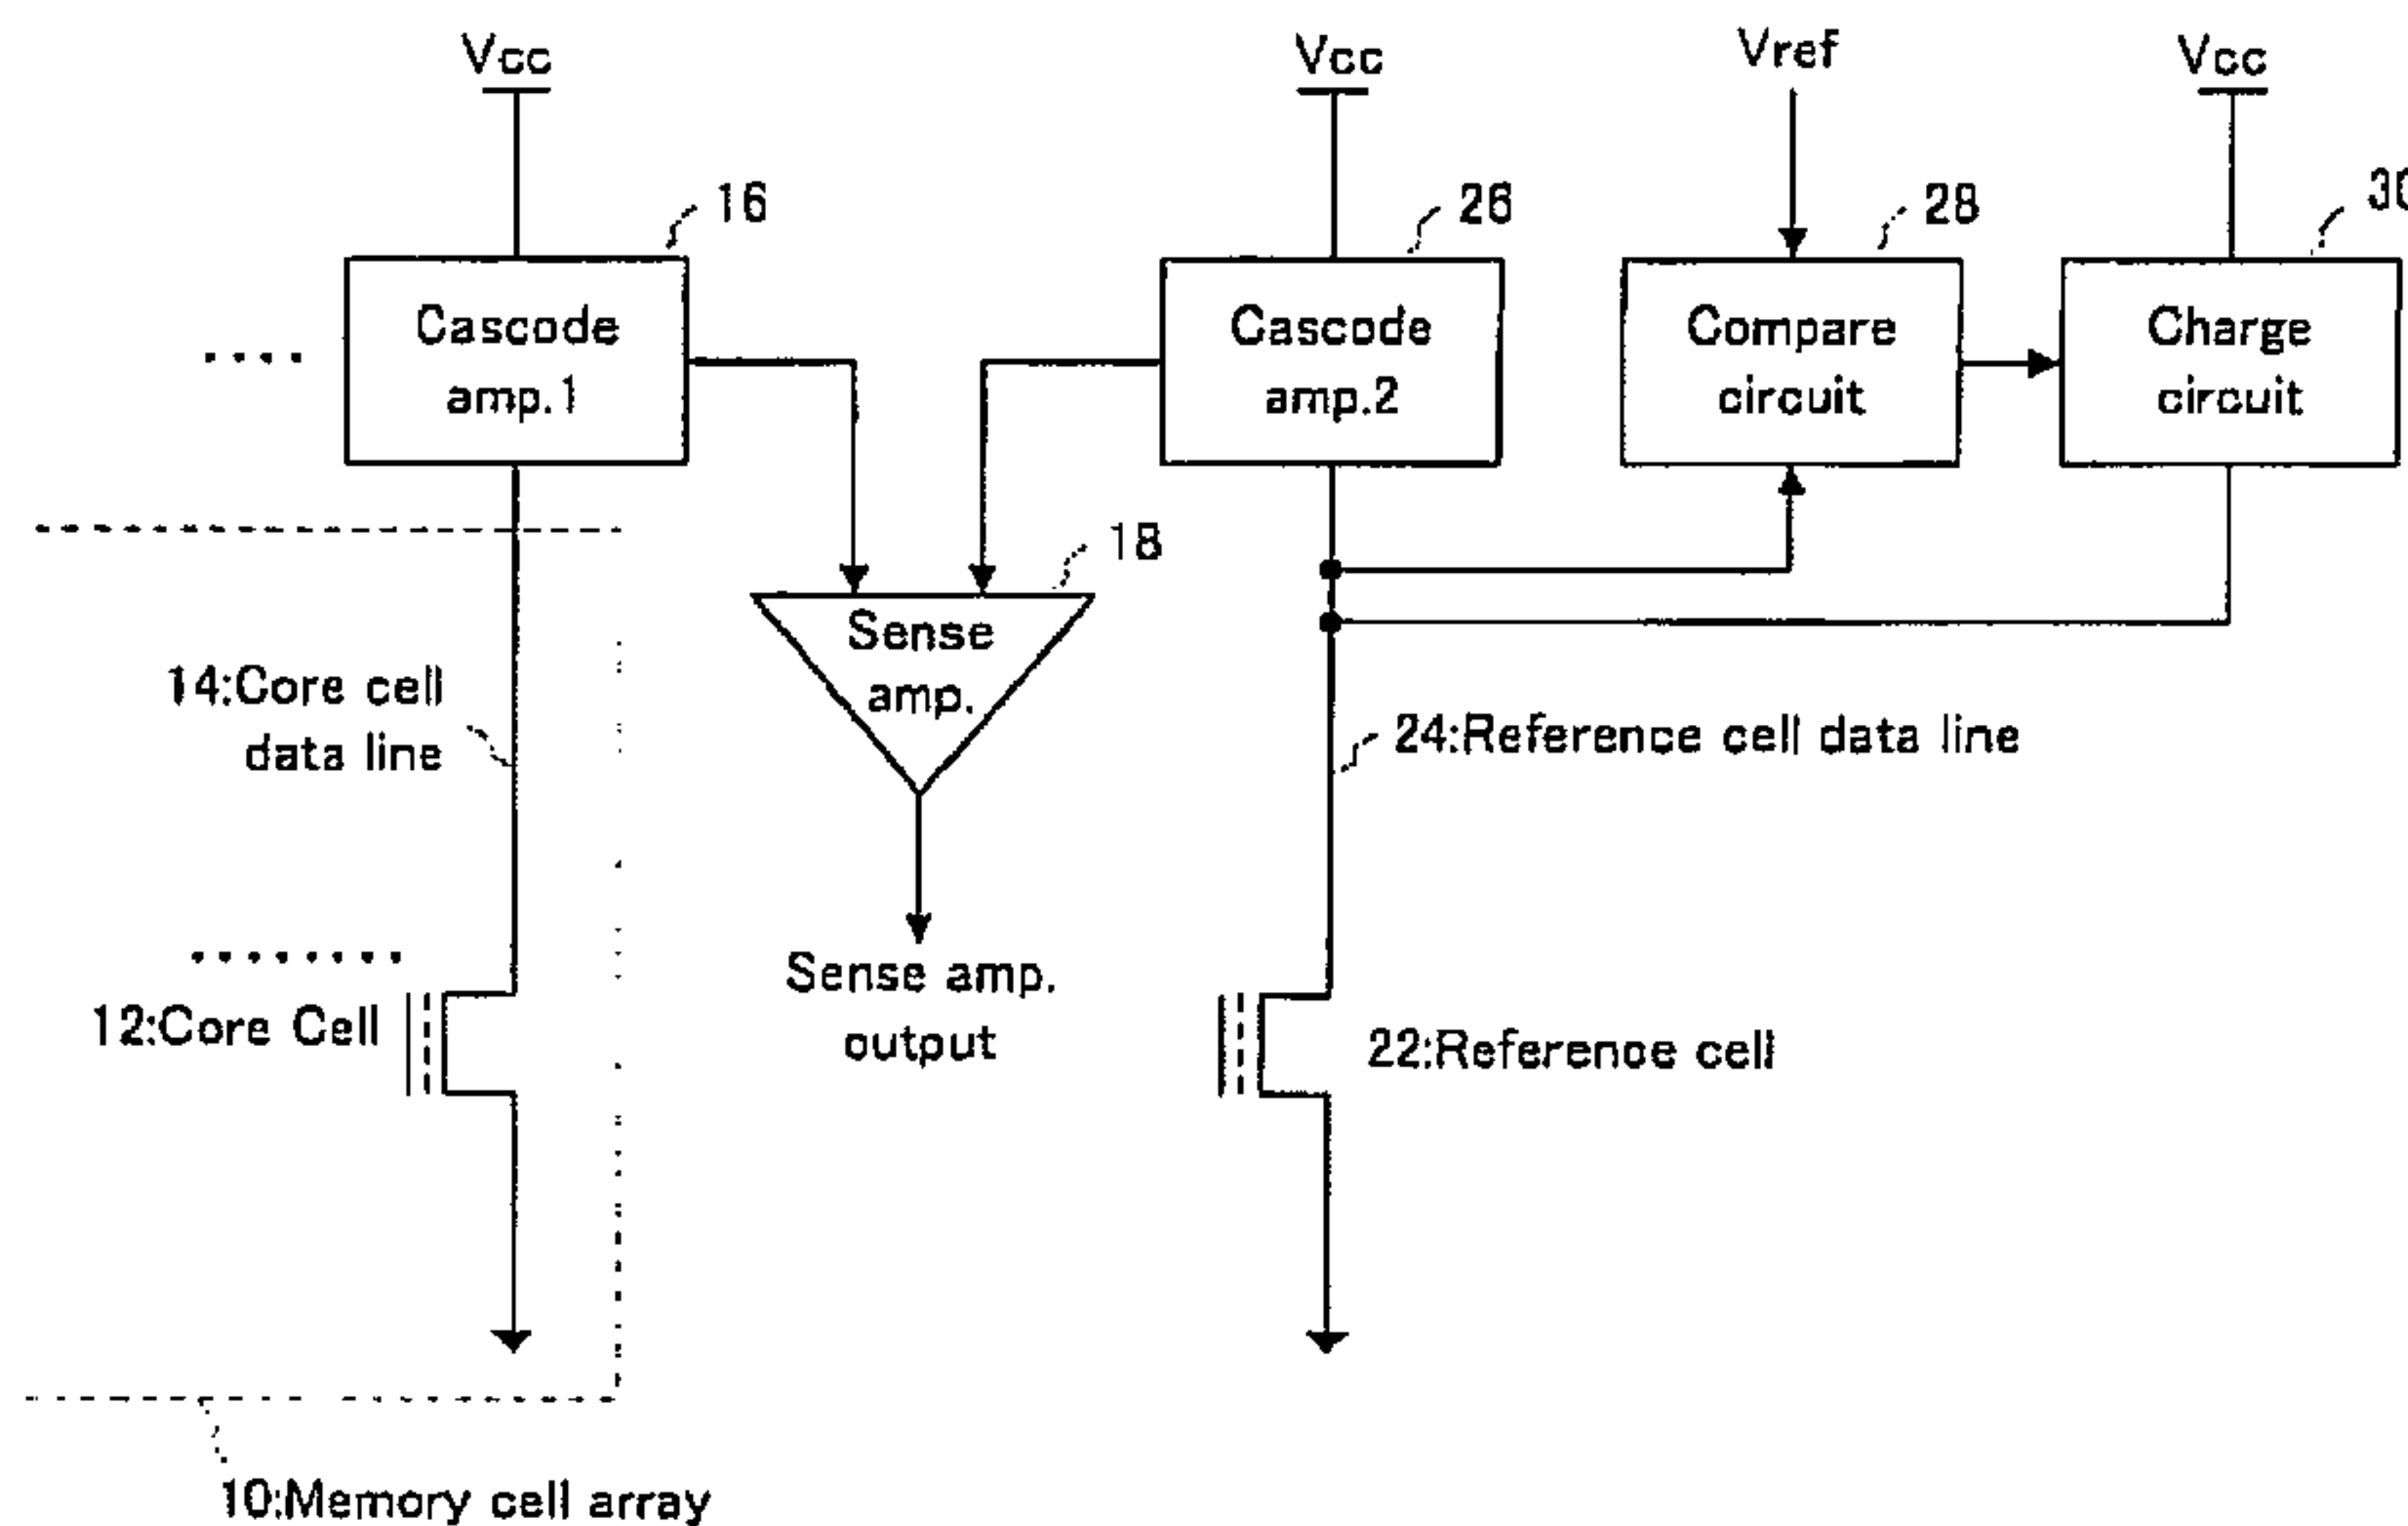 Vcc
Vcc
Vref
Vcc
16
26
28
Cascode
amp.1
Cascode
amp.2
Compare
circuit
Charge
circuit
18
Sense
amp.
14:Core cell
data line
24:Reference cell data line
Sense amp.
output
12:Core Cell
22:Reference cell
10:Memory cell array